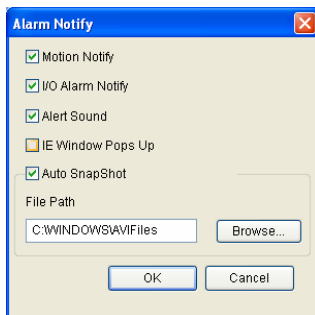 Alarm Notify
Motion Notify
I/O Alarm Notify
Alert Sound
IE Window Pops Up
Auto SnapShot
File Path
C:\WINDOWS\AVIFiles
Browse...
OK
Cancel